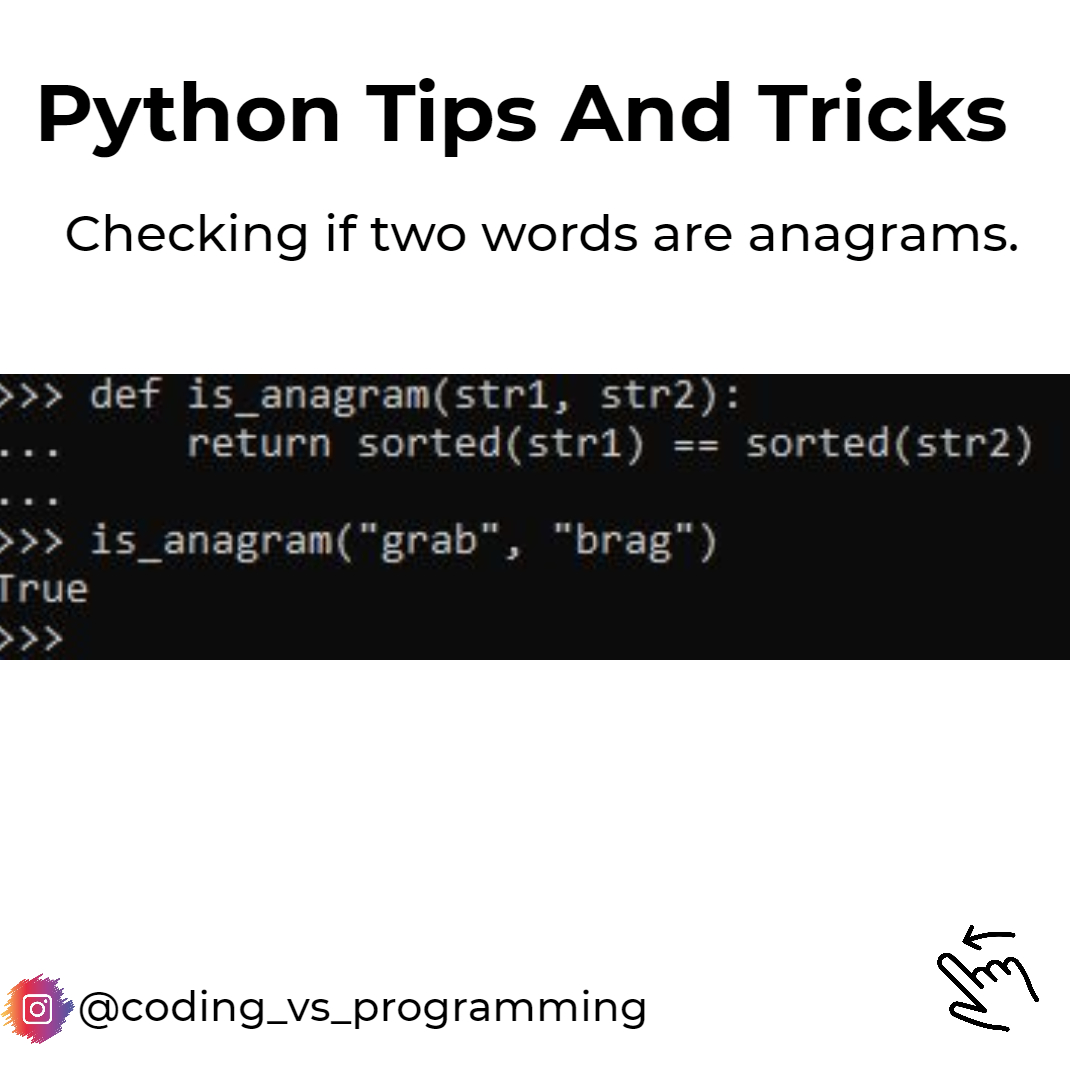 Python Tips And Tricks
Checking if two words are anagrams.
>>> def is_anagram(str1, str2):
...     return sorted(str1) == sorted(str2)
...
>>> is_anagram("grab", "brag")
True
>>>
@coding_vs_programming